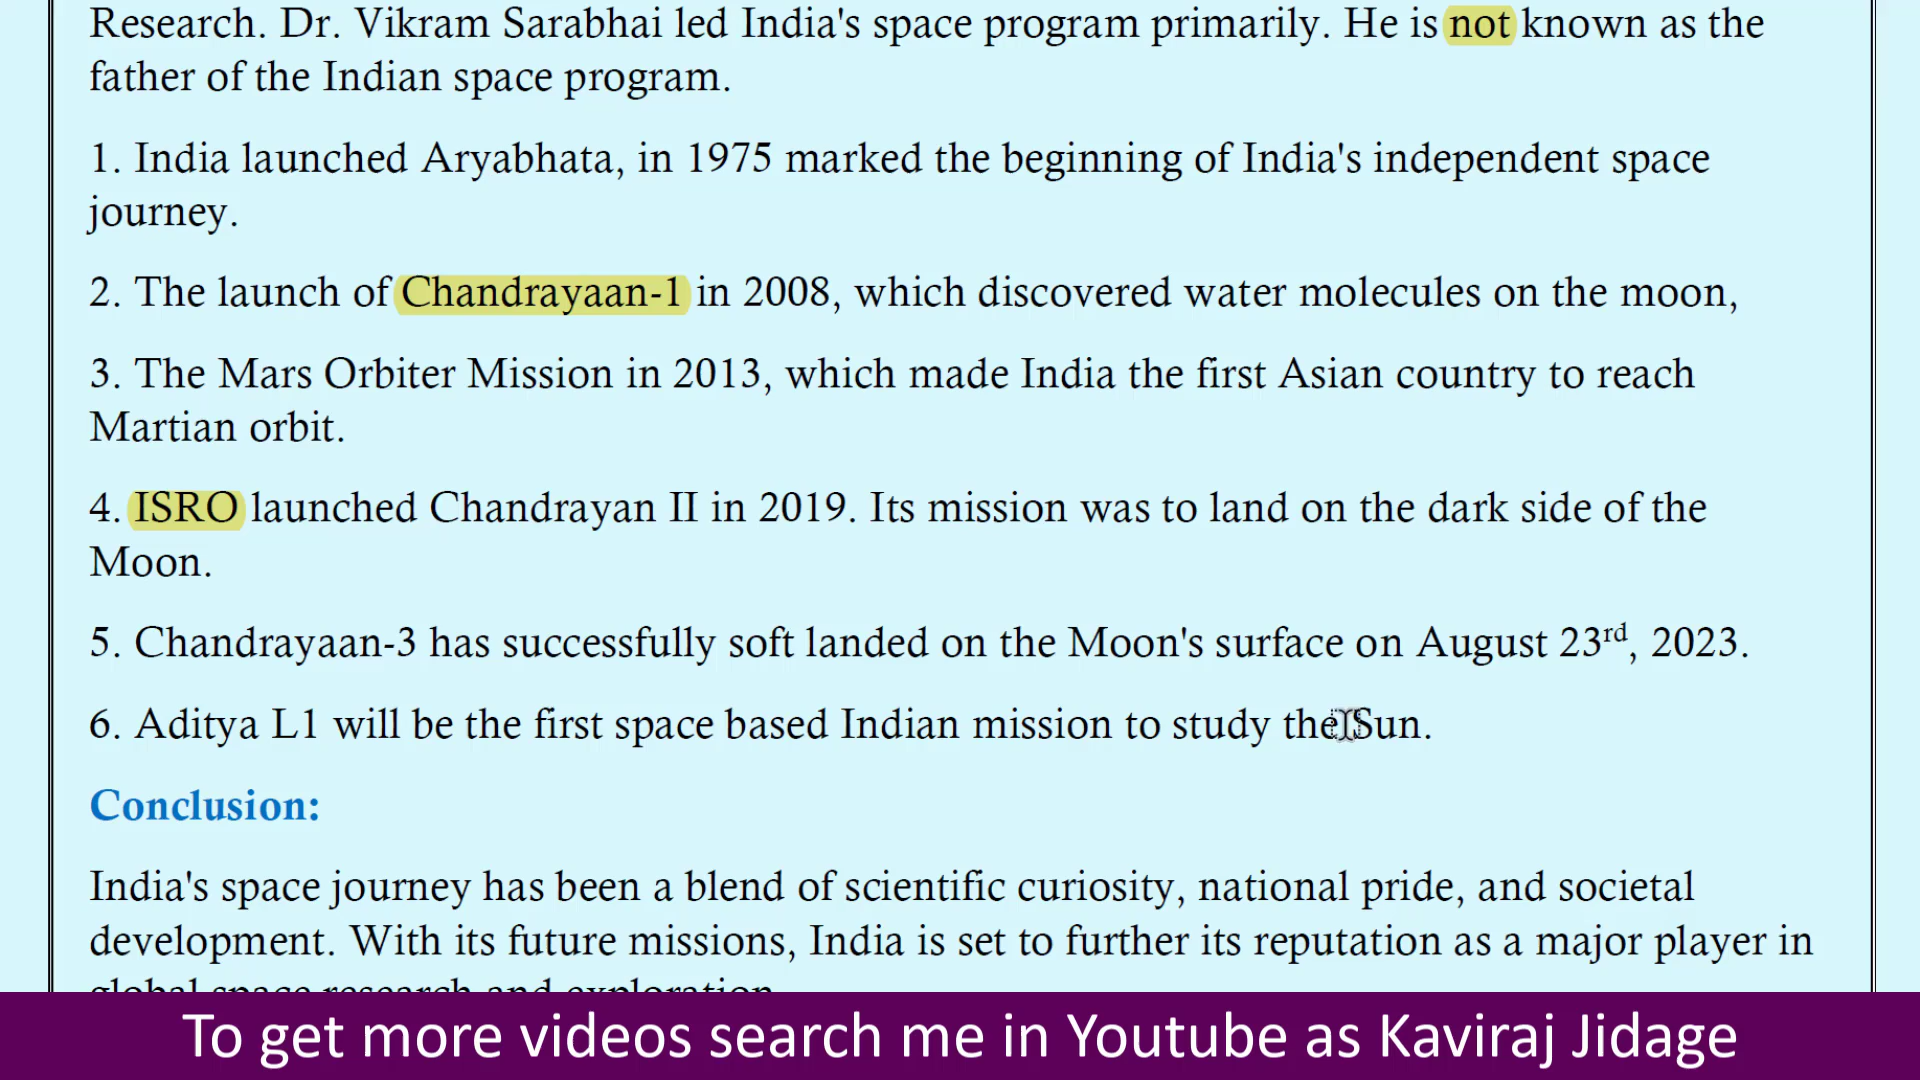 Research. Dr. Vikram Sarabhai led India's space program primarily. He is not known as the
father of the Indian space program.
1. India launched Aryabhata, in 1975 marked the beginning of India's independent space
journey.
2. The launch of Chandrayaan-1 in 2008, which discovered water molecules on the moon,
3. The Mars Orbiter Mission in 2013, which made India the first Asian country to reach
Martian orbit.
4. ISRO launched Chandrayan II in 2019. Its mission was to land on the dark side of the
Moon.
5. Chandrayaan-3 has successfully soft landed on the Moon's surface on August 23rd, 2023.
6. Aditya L1 will be the first space based Indian mission to study the Sun.
Conclusion:
India's space journey has been a blend of scientific curiosity, national pride, and societal
development. With its future missions, India is set to further its reputation as a major player in
global space research and exploration.
To get more videos search me in Youtube as Kaviraj Jidage